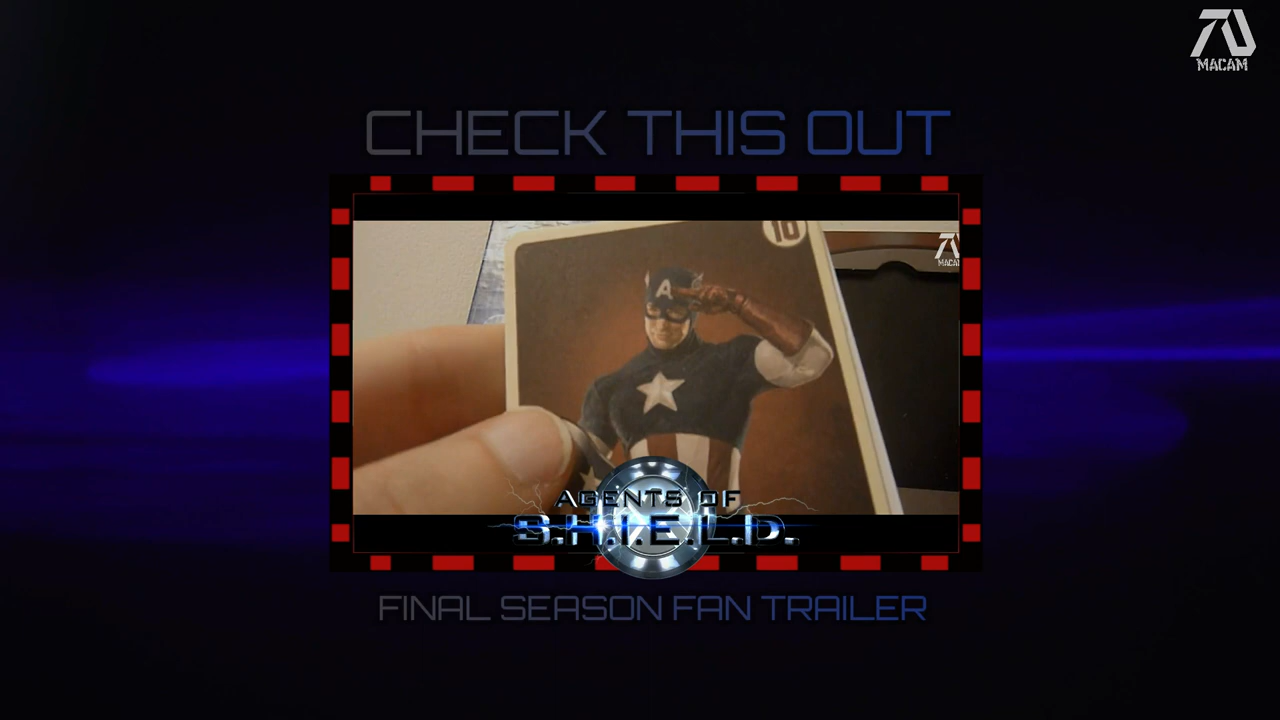 MACAM
CHECK THIS OUT
10
A
MACAM
AGENTS OF
S.H.I.E.L.D.
FINAL SEASON FAN TRAILER